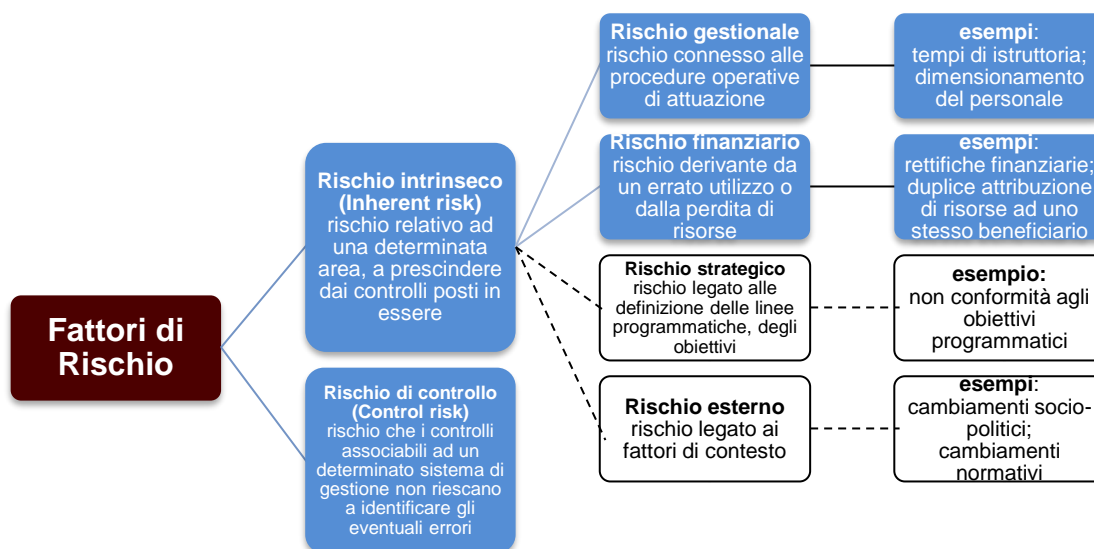 Fattori di
Rischio
Rischio intrinseco
(Inherent risk)
rischio relativo ad
una determinata
area, a prescindere
dai controlli posti in
essere
Rischio di controllo
(Control risk)
rischio che i controlli
associabili ad un
determinato sistema di
gestione non riescano
a identificare gli
eventuali errori
Rischio gestionale
rischio connesso alle
procedure operative
di attuazione
esempi:
tempi di istruttoria;
dimensionamento
del personale
Rischio finanziario
rischio derivante da
un errato utilizzo o
dalla perdita di
risorse
esempi:
rettifiche finanziarie;
duplice attribuzione
di risorse ad uno
stesso beneficiario
Rischio strategico
rischio legato alle
definizione delle linee
programmatiche, degli
obiettivi
esempio:
non conformità agli
obiettivi
programmatici
Rischio esterno
rischio legato ai
fattori di contesto
esempi:
cambiamenti socio-
politici;
cambiamenti
normativi